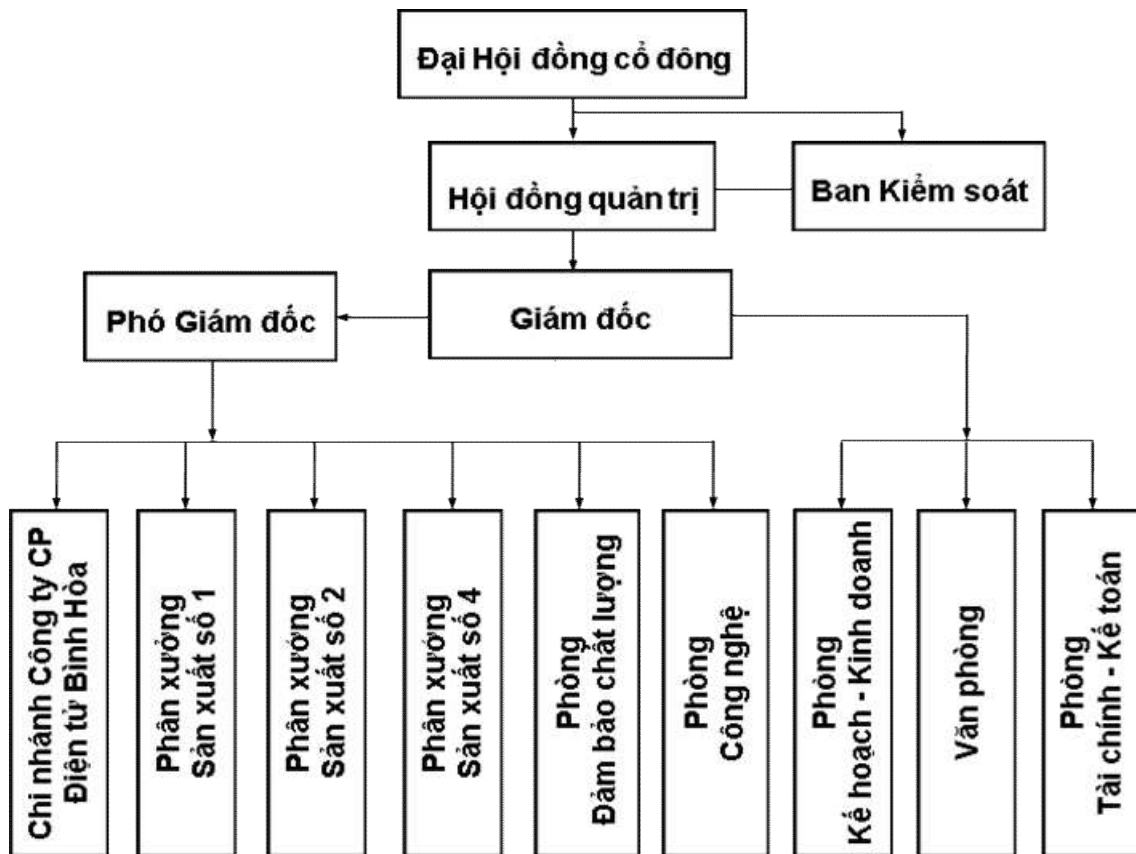 Đại Hội đồng cổ đông
Hội đồng quản trị
Ban Kiểm soát
Phó Giám đốc
Giám đốc
Chi nhánh Công ty CP
Điện tử Bình Hòa
Phân xưởng
Sản xuất số 1
Phân xướng
Sản xuất số 2
Phân xướng
Sản xuất số 4
Phòng
Đảm bảo chất lượng
Phòng
Công nghệ
Phòng
Kế hoạch - Kinh doanh
Văn phòng
Phòng
Tài chính - Kế toán